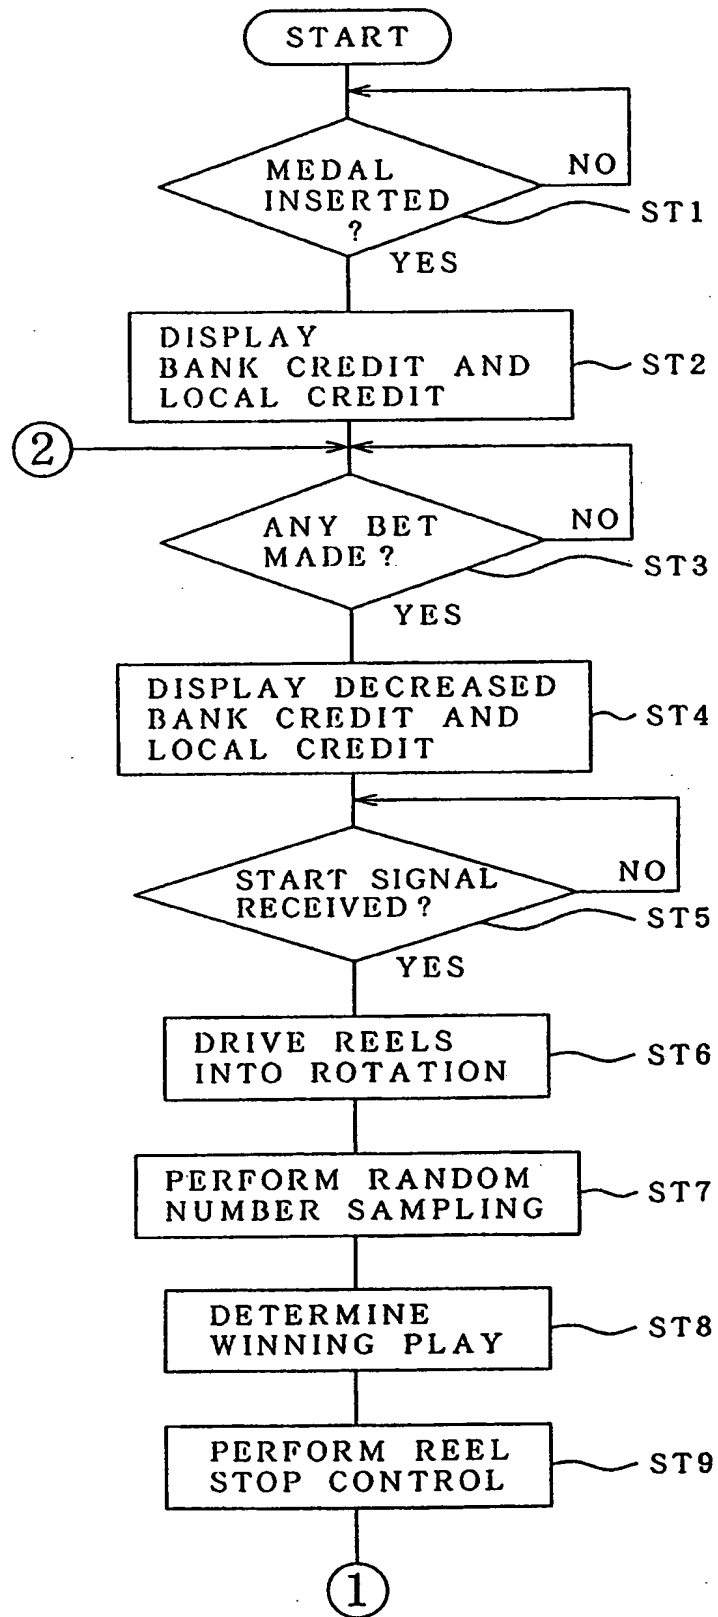 START
MEDAL
INSERTED
?
NO
ST1
YES
DISPLAY
BANK CREDIT AND
LOCAL CREDIT
ST2
2
ANY BET
MADE?
NO
ST3
YES
DISPLAY DECREASED
BANK CREDIT AND
LOCAL CREDIT
ST4
START SIGNAL
RECEIVED?
NO
ST5
YES
DRIVE REELS
INTO ROTATION
ST6
PERFORM RANDOM
NUMBER SAMPLING
ST7
DETERMINE
WINNING PLAY
ST8
PERFORM REEL
STOP CONTROL
ST9
1